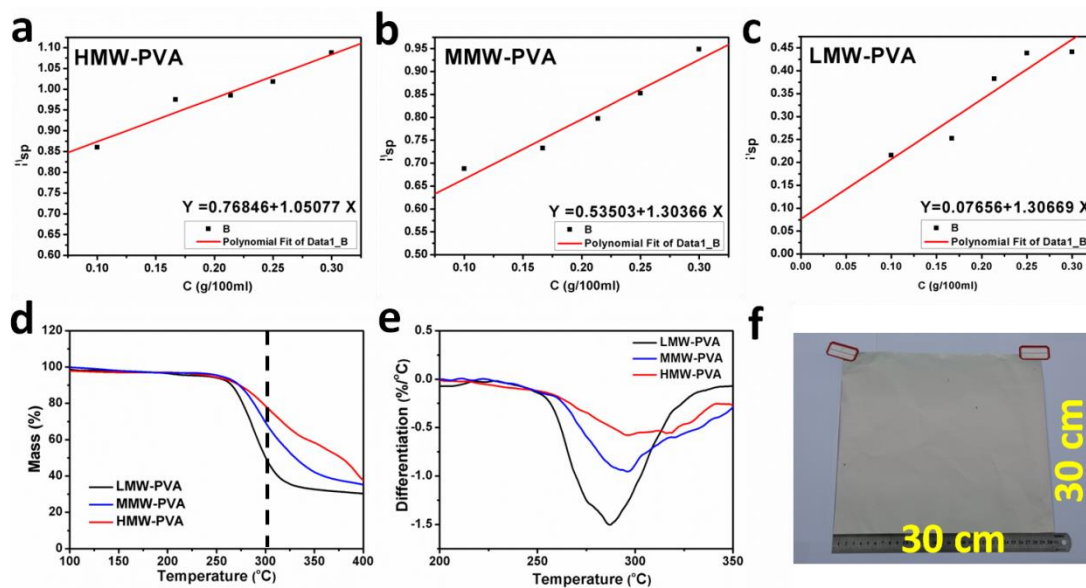 a
HMW-PVA
1.10
1.05
1.00
0.95
0.90
0.85
0.80
0.75
0.70
0.65
0.60
ηsp
Y =0.76846+1.05077 X
B
Polynomial Fit of Data1_B
0.10 0.15 0.20 0.25 0.30
C (g/100ml)
b
MMW-PVA
0.95
0.90
0.85
0.80
0.75
0.70
0.65
0.60
0.55
0.50
ηsp
Y =0.53503+1.30366 X
B
Polynomial Fit of Data1_B
0.10 0.15 0.20 0.25 0.30
C (g/100ml)
c
LMW-PVA
0.45
0.40
0.35
0.30
0.25
0.20
0.15
0.10
0.05
0.00
ηsp
Y =0.07656+1.30669 X
B
Polynomial Fit of Data1_B
0.00 0.05 0.10 0.15 0.20 0.25 0.30
C (g/100ml)
d
120
100
80
60
40
20
0
Mass (%)
LMW-PVA
MMW-PVA
HMW-PVA
100 150 200 250 300 350 400
Temperature (°C)
e
0.5
0.0
-0.5
-1.0
-1.5
Differentiation (%/°C)
LMW-PVA
MMW-PVA
HMW-PVA
200 250 300 350
Temperature (°C)
f
30 cm
30 cm